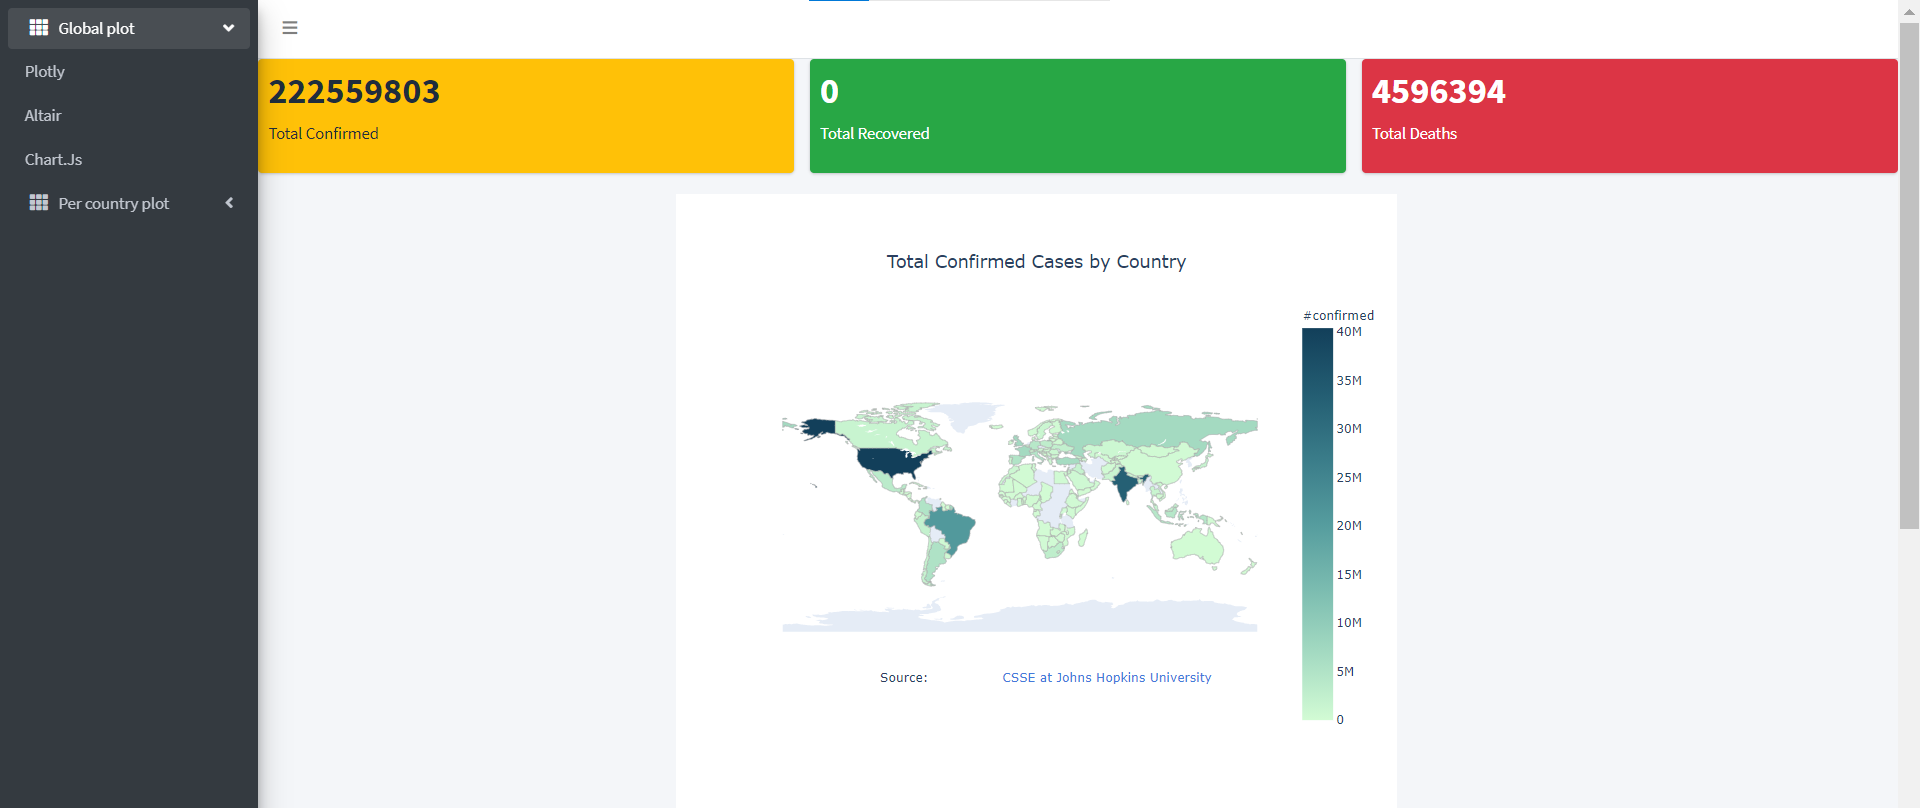 Global plot
Plotly
Altair
Chart.Js
Per country plot
222559803
Total Confirmed
0
Total Recovered
4596394
Total Deaths
Total Confirmed Cases by Country
#confirmed
40M
35M
30M
25M
20M
15M
10M
5M
0
Source: CSSE at Johns Hopkins University